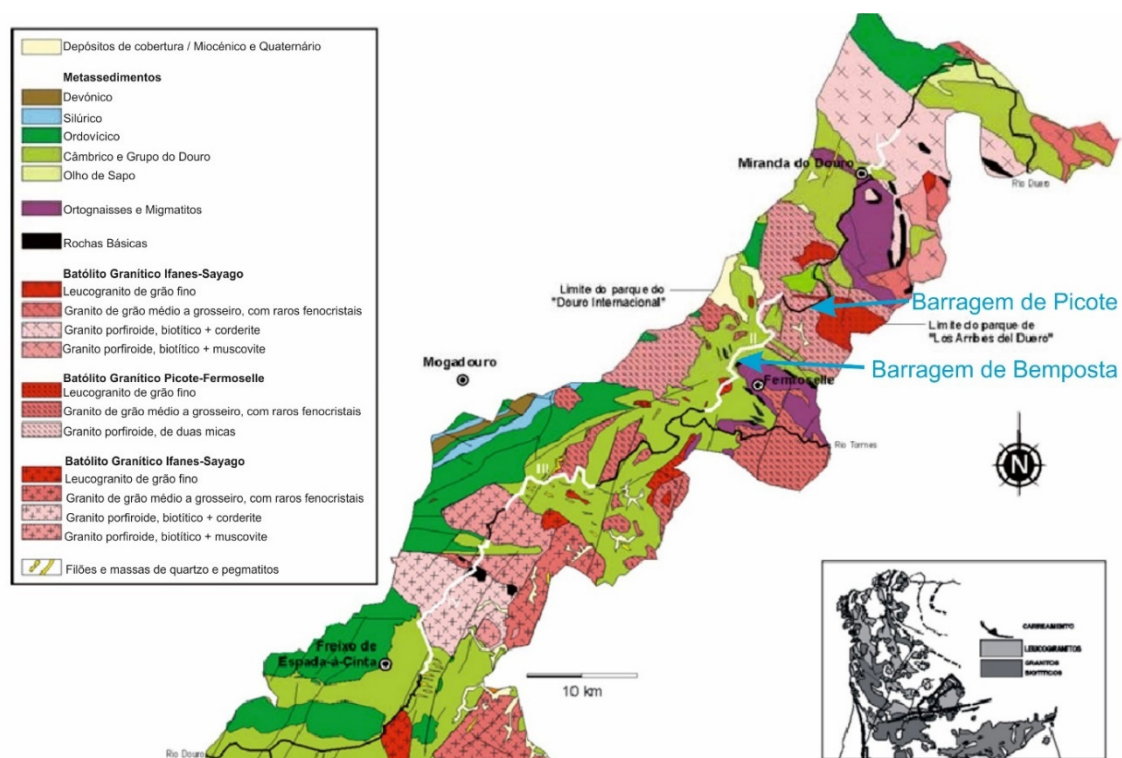 Depósitos de cobertura / Miocénico e Quaternário
Metassedimentos
Devónico
Silúrico
Ordovícico
Câmbrico e Grupo do Douro
Olho de Sapo
Ortognaisses e Migmatitos
Rochas Básicas
Batólito Granítico Ifanes-Sayago
Leucogranito de grão fino
Granito de grão médio a grosseiro, com raros fenocristais
Granito porfiroide, biotítico + corderite
Granito porfiroide, biotítico + muscovite
Batólito Granítico Picote-Fermoselle
Leucogranito de grão fino
Granito de grão médio a grosseiro, com raros fenocristais
Granito porfiroide, de duas micas
Batólito Granítico Ifanes-Sayago
Leucogranito de grão fino
Granito de grão médio a grosseiro, com raros fenocristais
Granito porfiroide, biotítico + corderite
Granito porfiroide, biotítico + muscovite
Filões e massas de quartzo e pegmatitos
Miranda do Douro
Rio Duero
Limite do parque do
"Douro Internacional"
Barragem de Picote
Limite do parque de
"Los Arribes del Duero"
Mogadouro
Barragem de Bemposta
Fermoselle
Rio Tormes
N
Freixo de
Espada-à-Cinta
10 km
Rio Douro
CARREAMENTO
LEUCOGRANITOS
GRANITOS
BIOTÍTICOS